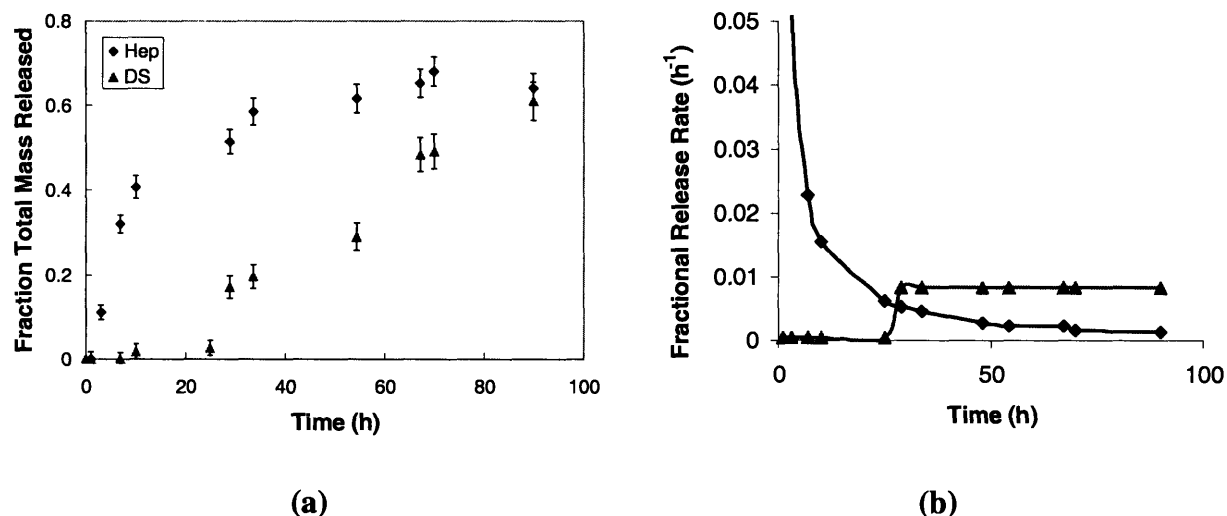 0.8
0.6
0.4
0.2
0
Fraction Total Mass Released
Hep
DS
0 20 40 60 80 100
Time (h)
(a)
0.05
0.04
0.03
0.02
0.01
0
Fractional Release Rate (h⁻¹)
0 50 100
Time (h)
(b)